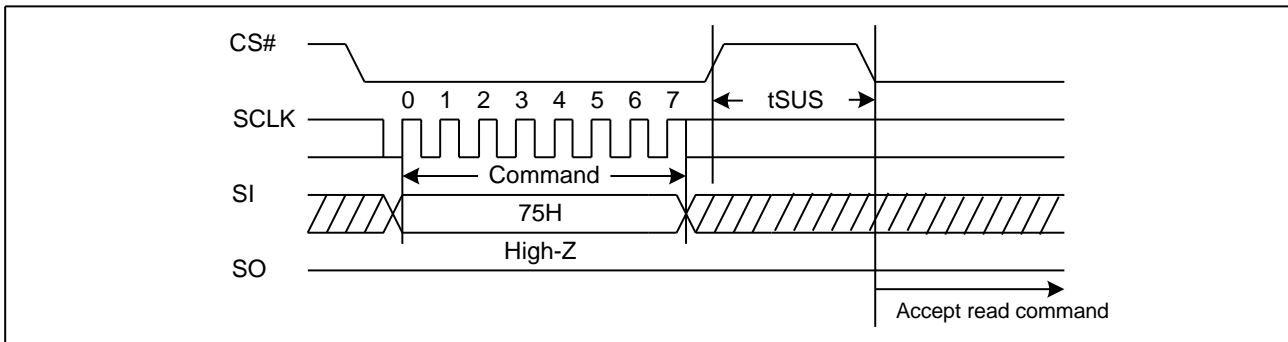 CS#
0 1 2 3 4 5 6 7
tSUS
SCLK
Command
SI
75H
High-Z
SO
Accept read command